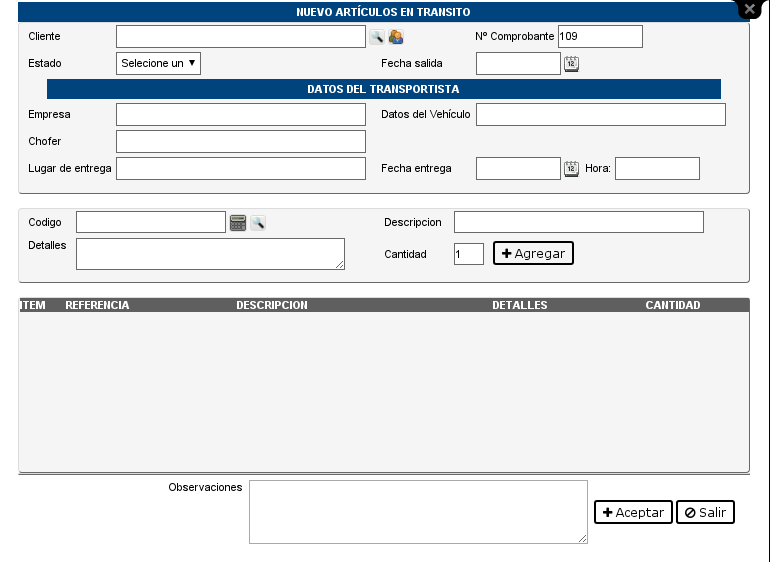 NUEVO ARTÍCULOS EN TRANSITO
Cliente Nº Comprobante 109
Estado Selecione un Fecha salida 12
DATOS DEL TRANSPORTISTA
Empresa Datos del Vehículo
Chofer
Lugar de entrega Fecha entrega 12 Hora:
Codigo Descripcion
Detalles Cantidad 1 Agregar
ITEM REFERENCIA DESCRIPCION DETALLES CANTIDAD
Observaciones
Aceptar Salir